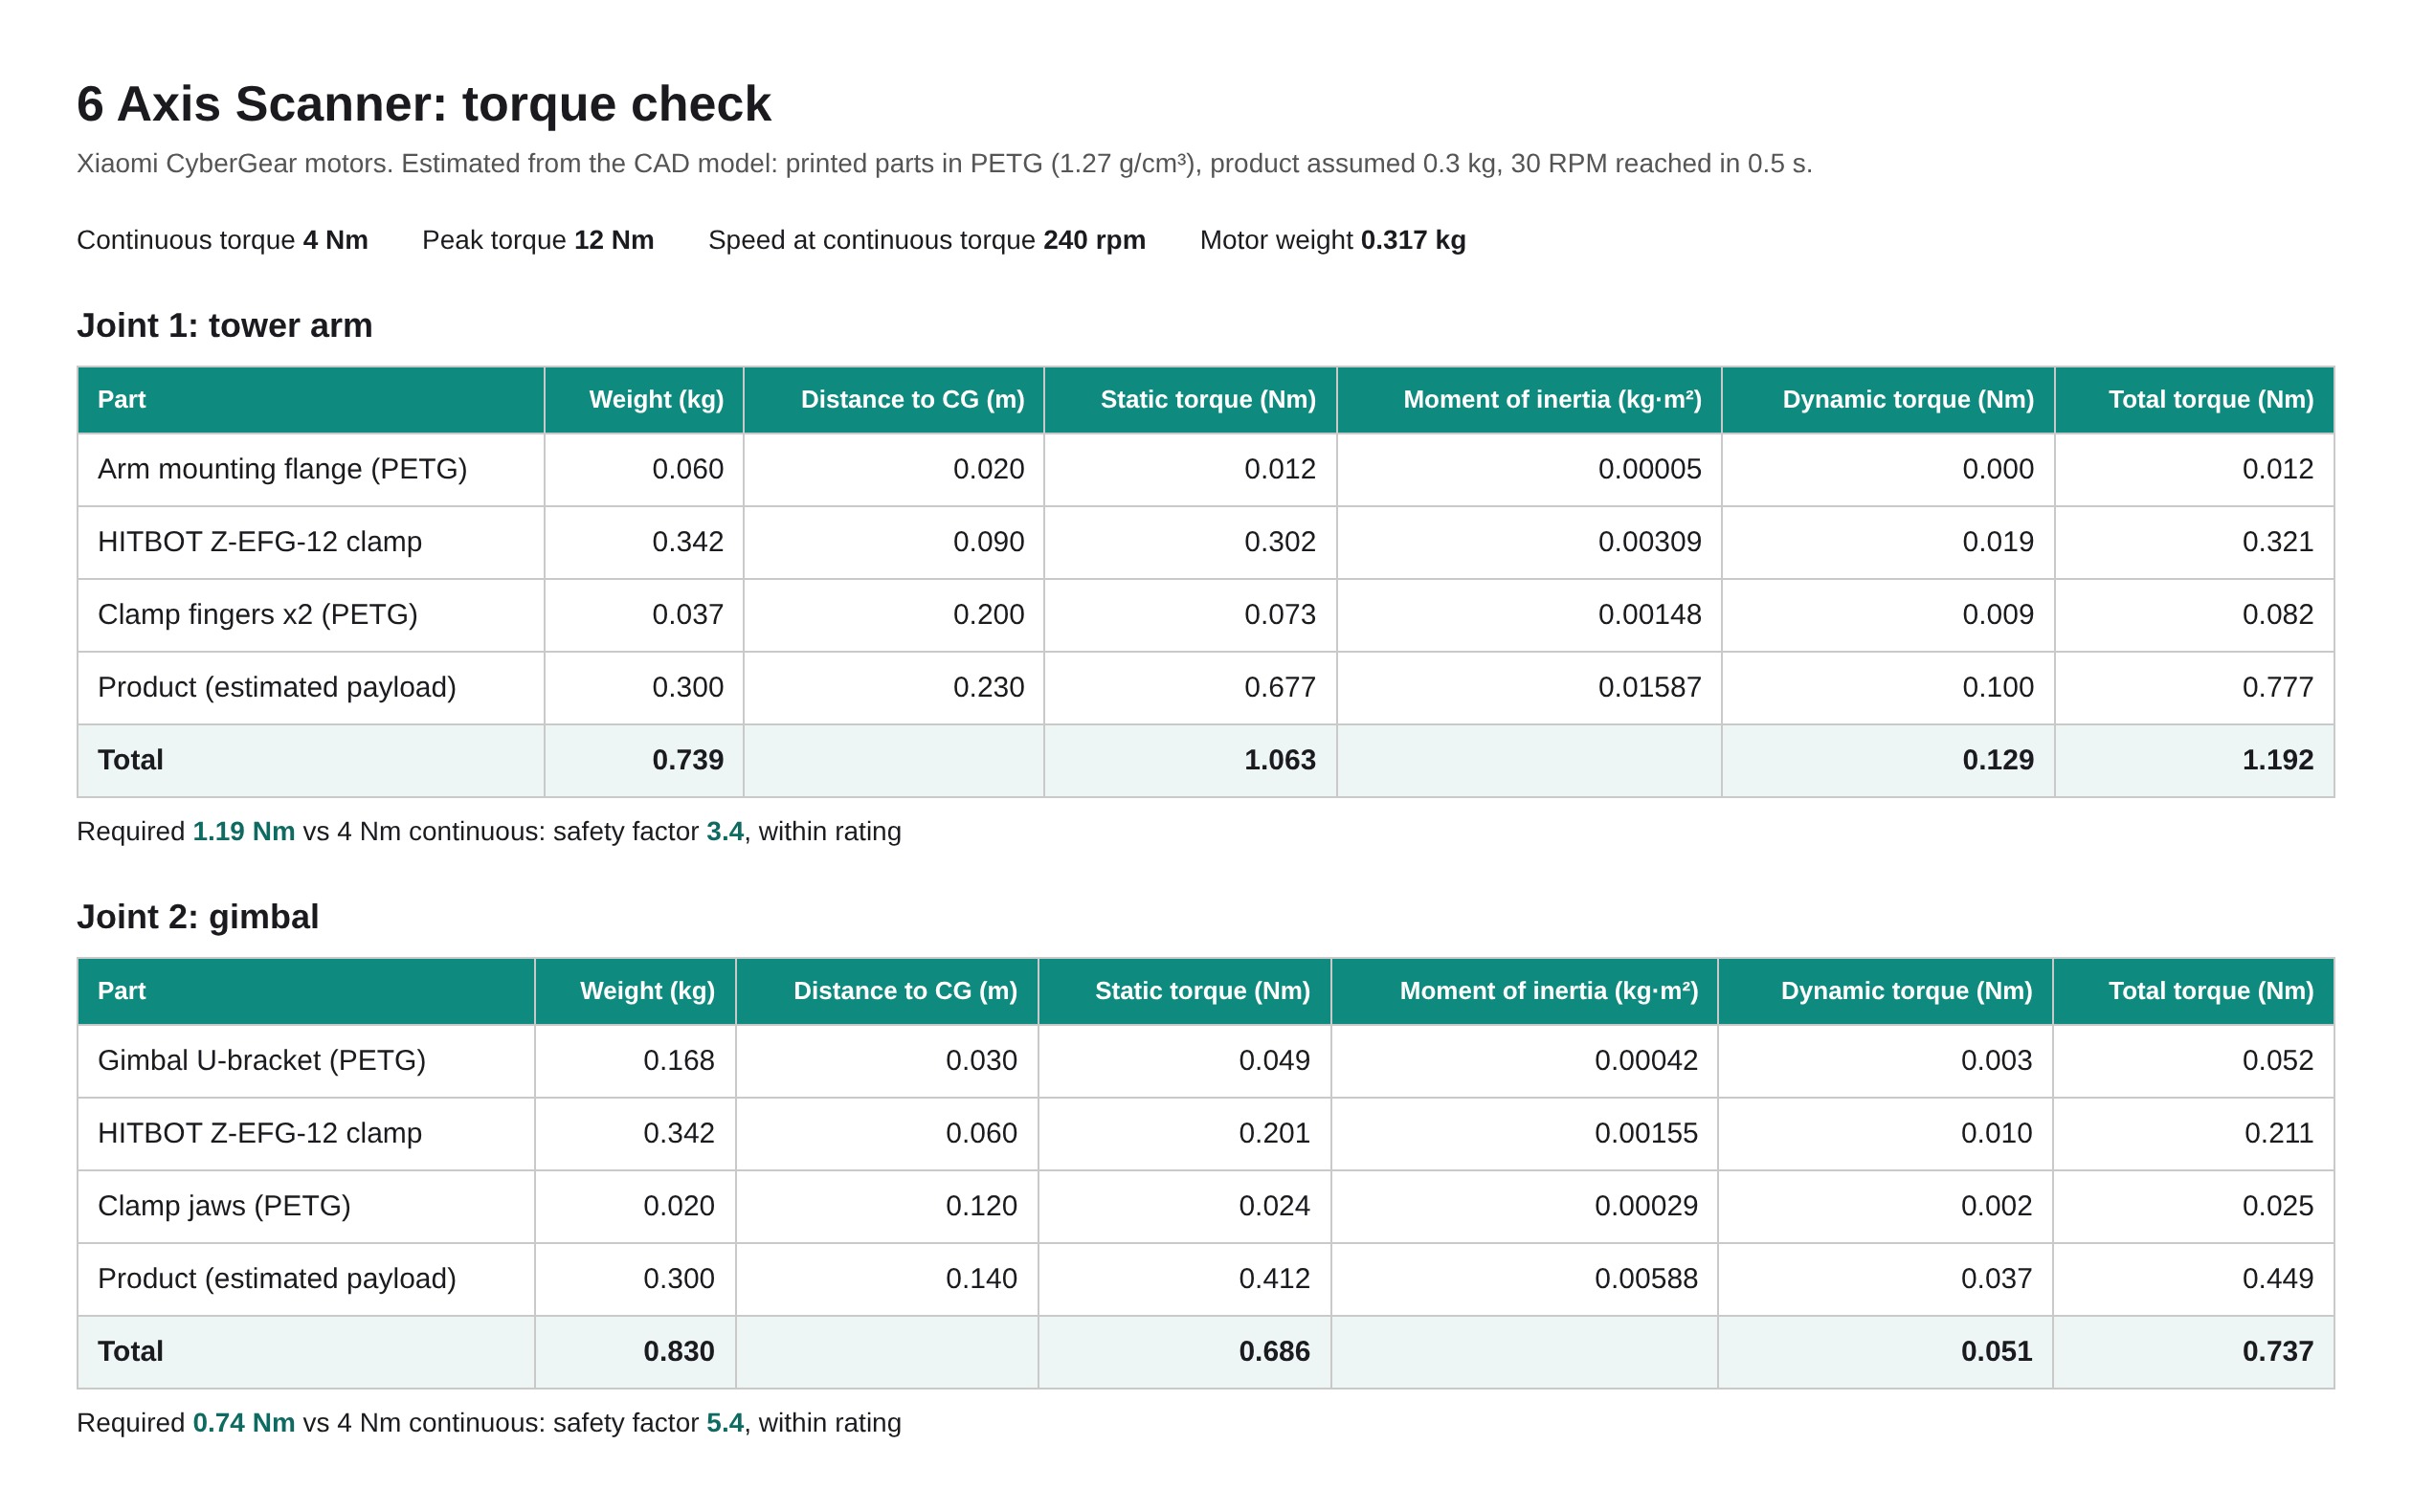 6 Axis Scanner: torque check
Xiaomi CyberGear motors. Estimated from the CAD model: printed parts in PETG (1.27 g/cm³), product assumed 0.3 kg, 30 RPM reached in 0.5 s.
Continuous torque 4 Nm Peak torque 12 Nm Speed at continuous torque 240 rpm Motor weight 0.317 kg
Joint 1: tower arm
Part Weight (kg) Distance to CG (m) Static torque (Nm) Moment of inertia (kg·m²) Dynamic torque (Nm) Total torque (Nm)
Arm mounting flange (PETG) 0.060 0.020 0.012 0.00005 0.000 0.012
HITBOT Z-EFG-12 clamp 0.342 0.090 0.302 0.00309 0.019 0.321
Clamp fingers x2 (PETG) 0.037 0.200 0.073 0.00148 0.009 0.082
Product (estimated payload) 0.300 0.230 0.677 0.01587 0.100 0.777
Total 0.739 1.063 0.129 1.192
Required 1.19 Nm vs 4 Nm continuous: safety factor 3.4, within rating
Joint 2: gimbal
Part Weight (kg) Distance to CG (m) Static torque (Nm) Moment of inertia (kg·m²) Dynamic torque (Nm) Total torque (Nm)
Gimbal U-bracket (PETG) 0.168 0.030 0.049 0.00042 0.003 0.052
HITBOT Z-EFG-12 clamp 0.342 0.060 0.201 0.00155 0.010 0.211
Clamp jaws (PETG) 0.020 0.120 0.024 0.00029 0.002 0.025
Product (estimated payload) 0.300 0.140 0.412 0.00588 0.037 0.449
Total 0.830 0.686 0.051 0.737
Required 0.74 Nm vs 4 Nm continuous: safety factor 5.4, within rating